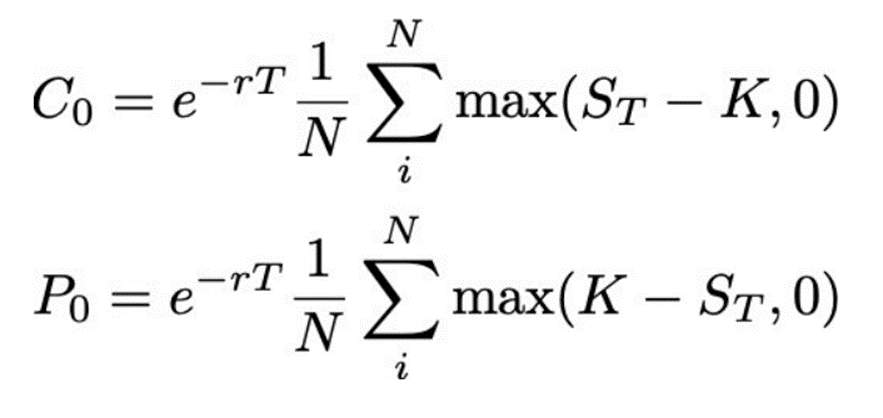 C_0 = e^{-rT} \frac{1}{N} \sum_{i}^{N} \max(S_T - K, 0)
P_0 = e^{-rT} \frac{1}{N} \sum_{i}^{N} \max(K - S_T, 0)